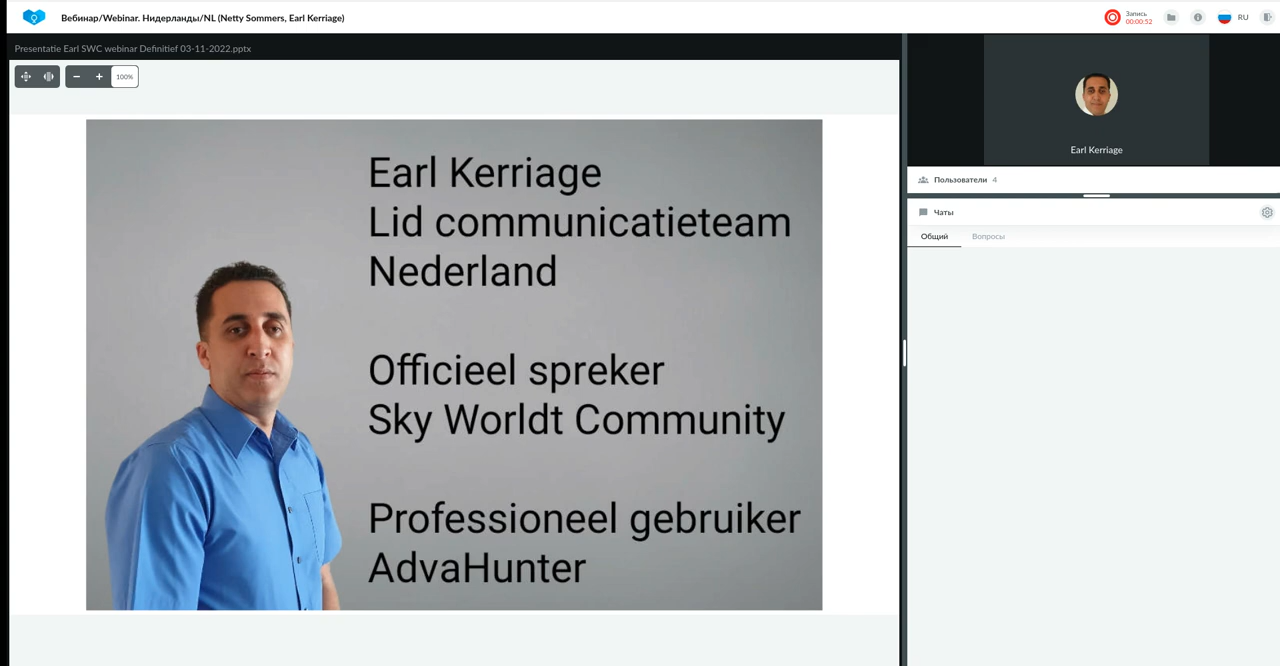 Вебинар/Webinar. Нидерланды/NL (Netty Sommers, Earl Kerriage)
Запись
00:00:52
RU
Presentatie Earl SWC webinar Definitief 03-11-2022.pptx
100%
Earl Kerriage
Lid communicatieteam
Nederland
Officieel spreker
Sky Worldt Community
Professioneel gebruiker
AdvaHunter
Earl Kerriage
Пользователи 4
Чаты
Общий
Вопросы